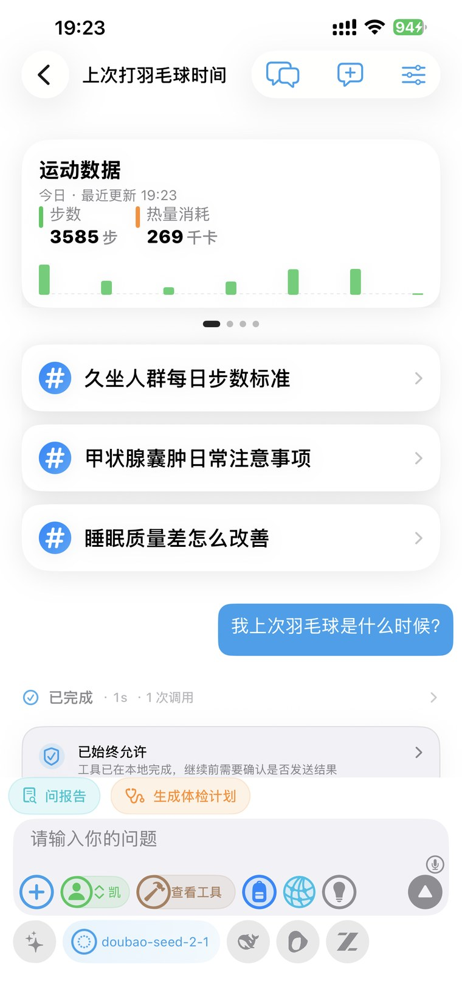 19:23
94
上次打羽毛球时间
运动数据
今日 · 最近更新 19:23
步数 热量消耗
3585 步 269 千卡
# 久坐人群每日步数标准
# 甲状腺囊肿日常注意事项
# 睡眠质量差怎么改善
我上次羽毛球是什么时候?
已完成 · 1s · 1 次调用
已始终允许
工具已在本地完成，继续前需要确认是否发送结果
问报告 生成体检计划
请输入你的问题
凯 查看工具
doubao-seed-2-1